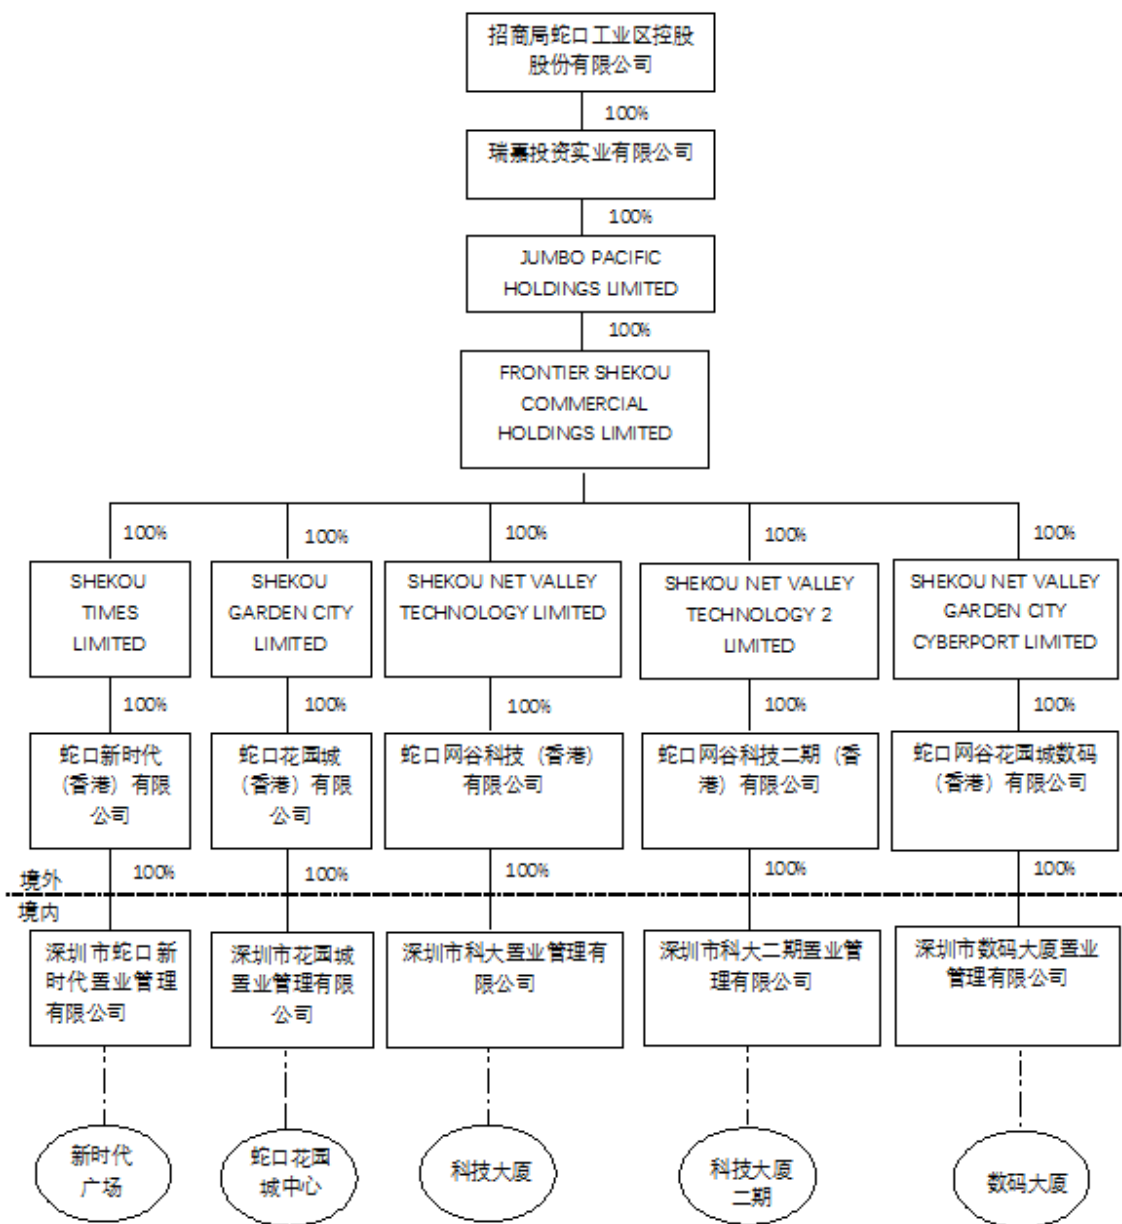 招商局蛇口工业区控股
股份有限公司
100%
瑞嘉投资实业有限公司
100%
JUMBO PACIFIC
HOLDINGS LIMITED
100%
FRONTIER SHEKOU
COMMERCIAL
HOLDINGS LIMITED
100%
100%
100%
100%
100%
SHEKOU
TIMES
LIMITED
SHEKOU
GARDEN CITY
LIMITED
SHEKOU NET VALLEY
TECHNOLOGY LIMITED
SHEKOU NET VALLEY
TECHNOLOGY 2
LIMITED
SHEKOU NET VALLEY
GARDEN CITY
CYBERPORT LIMITED
100%
100%
100%
100%
100%
蛇口新时代
（香港）有限
公司
蛇口花园城
（香港）有限
公司
蛇口网谷科技（香港）
有限公司
蛇口网谷科技二期（香
港）有限公司
蛇口网谷花园城数码
（香港）有限公司
境外
100%
100%
100%
100%
100%
境内
深圳市蛇口新
时代置业管理
有限公司
深圳市花园城
置业管理有限
公司
深圳市科大置业管理有
限公司
深圳市科大二期置业管
理有限公司
深圳市数码大厦置业
管理有限公司
新时代
广场
蛇口花园
城中心
科技大厦
科技大厦
二期
数码大厦